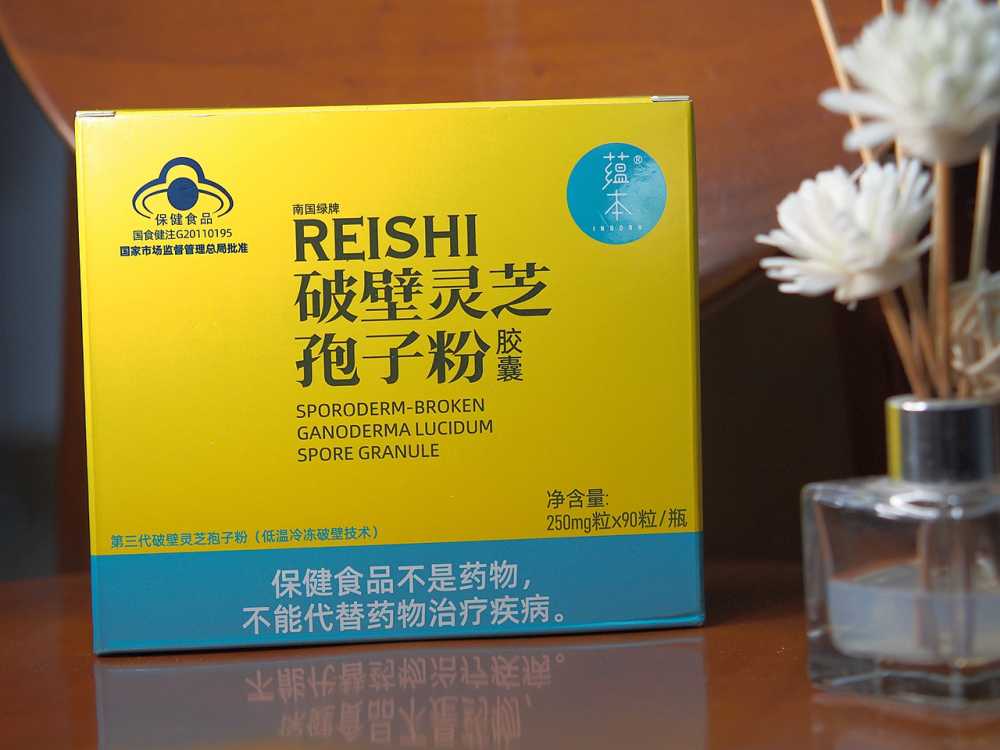 保健食品
国食健注G20110195
国家市场监督管理总局批准
南国绿牌
REISHI
破壁灵芝
孢子粉
胶囊
SPORODERM-BROKEN
GANODERMA LUCIDUM
SPORE GRANULE
蕴®
本
INBORN
净含量:
250mg粒x90粒/瓶
第三代破壁灵芝孢子粉（低温冷冻破壁技术）
保健食品不是药物，
不能代替药物治疗疾病。